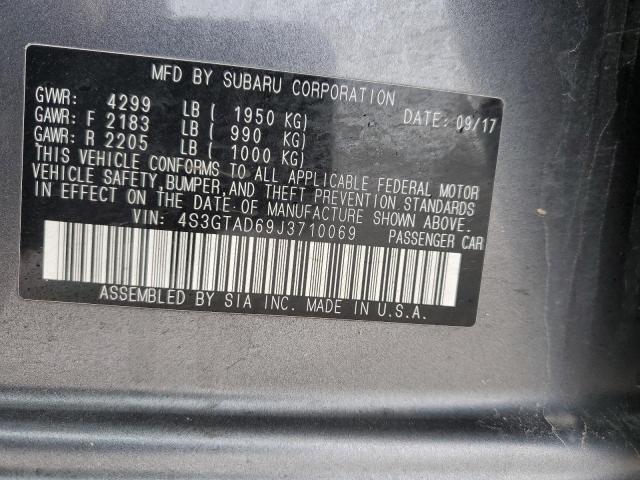 MFD BY SUBARU CORPORATION
GVWR: 4299 LB ( 1950 KG) DATE: 09/17
GAWR: F 2183 LB ( 990 KG)
GAWR: R 2205 LB ( 1000 KG)
THIS VEHICLE CONFORMS TO ALL APPLICABLE FEDERAL MOTOR
VEHICLE SAFETY, BUMPER, AND THEFT PREVENTION STANDARDS
IN EFFECT ON THE DATE OF MANUFACTURE SHOWN ABOVE.
VIN: 4S3GTAD69J3710069 PASSENGER CAR
ASSEMBLED BY SIA INC. MADE IN U.S.A.